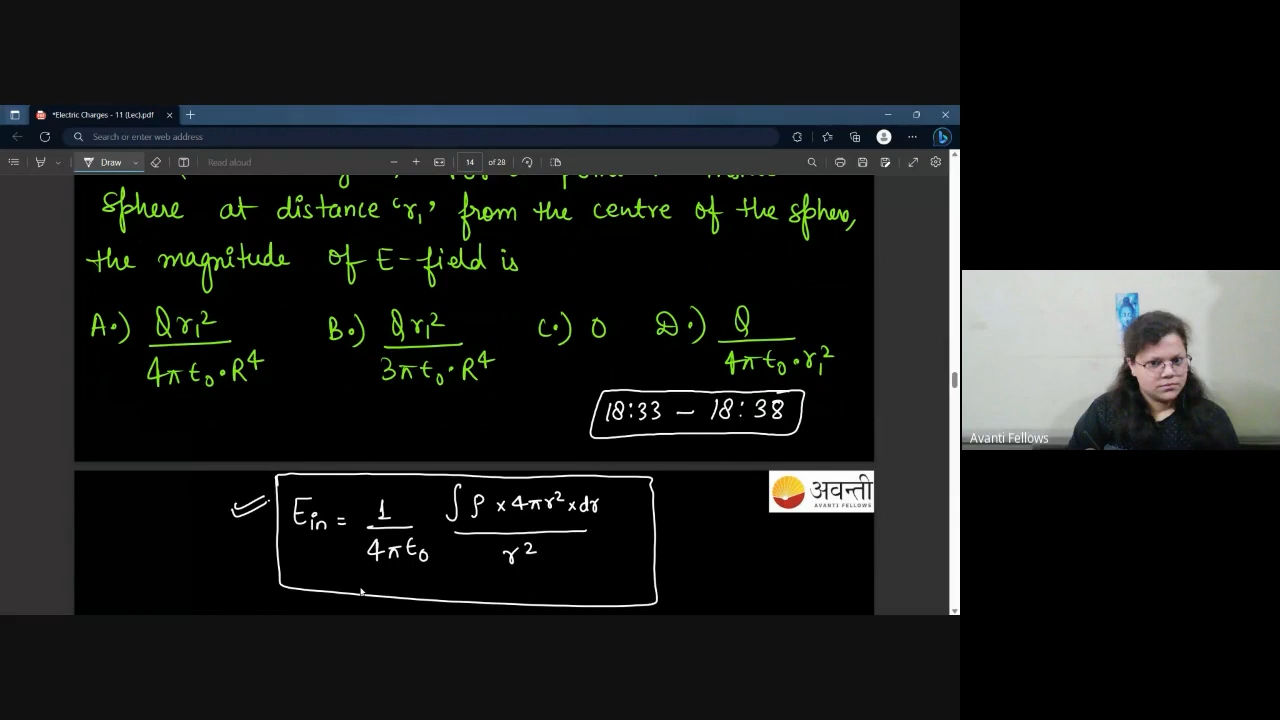 *Electric Charges - 11 (Lec).pdf
Search or enter web address
Draw
Read aloud
14 of 28
Sphere at distance 'r₁' from the centre of the sphere,
the magnitude of E-field is
A.) Qr₁² / 4πε₀·R⁴ B.) Qr₁² / 3πε₀·R⁴ C.) 0 D.) Q / 4πε₀·r₁²
18:33 – 18:38
E_in = 1 / 4πε₀ ∫ρ × 4πr² × dr / r²
अवन्ती
AVANTI FELLOWS
Avanti Fellows